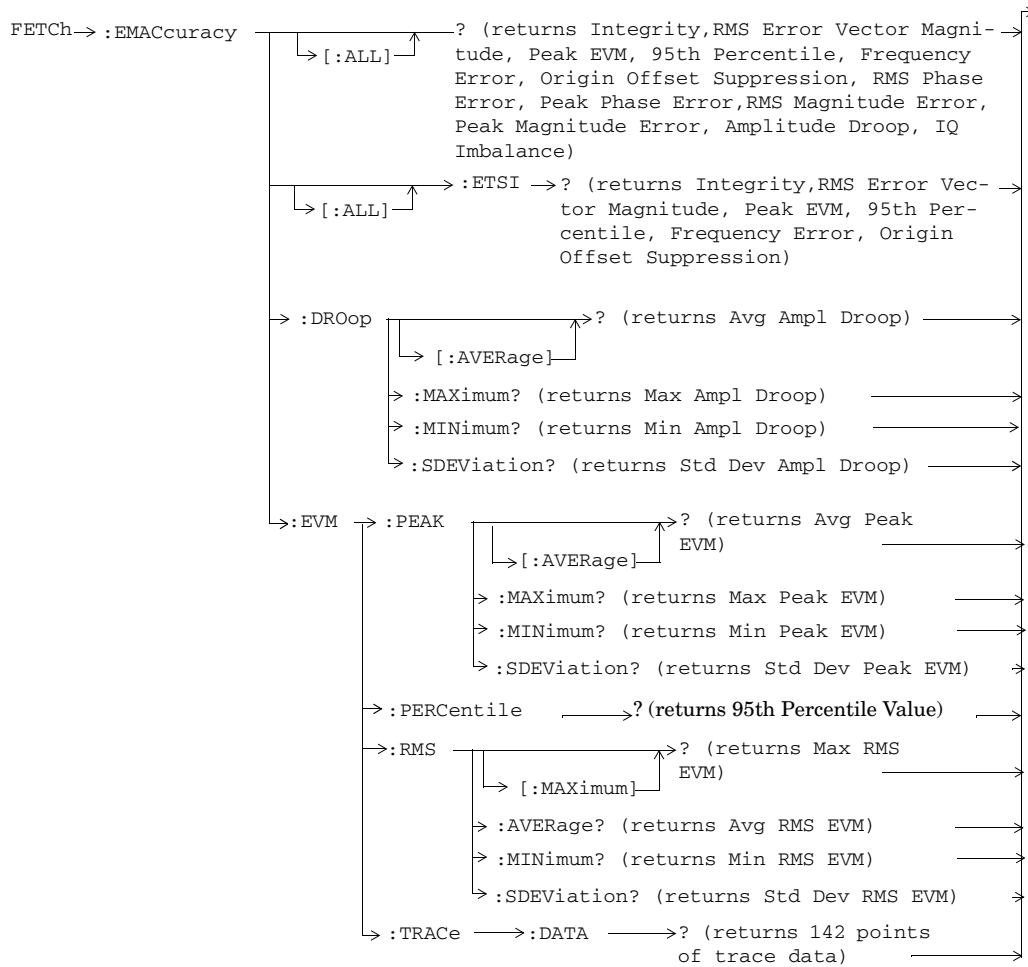 FETCh :EMACcuracy ? (returns Integrity,RMS Error Vector Magni-
[:ALL] tude, Peak EVM, 95th Percentile, Frequency
Error, Origin Offset Suppression, RMS Phase
Error, Peak Phase Error,RMS Magnitude Error,
Peak Magnitude Error, Amplitude Droop, IQ
Imbalance)
:ETSI ? (returns Integrity,RMS Error Vec-
[:ALL] tor Magnitude, Peak EVM, 95th Per-
centile, Frequency Error, Origin
Offset Suppression)
:DROop ? (returns Avg Ampl Droop)
[:AVERage]
:MAXimum? (returns Max Ampl Droop)
:MINimum? (returns Min Ampl Droop)
:SDEViation? (returns Std Dev Ampl Droop)
:EVM :PEAK ? (returns Avg Peak
EVM)
[:AVERage]
:MAXimum? (returns Max Peak EVM)
:MINimum? (returns Min Peak EVM)
:SDEViation? (returns Std Dev Peak EVM)
:PERCentile ? (returns 95th Percentile Value)
:RMS ? (returns Max RMS
EVM)
[:MAXimum]
:AVERage? (returns Avg RMS EVM)
:MINimum? (returns Min RMS EVM)
:SDEViation? (returns Std Dev RMS EVM)
:TRACe :DATA ? (returns 142 points
of trace data)